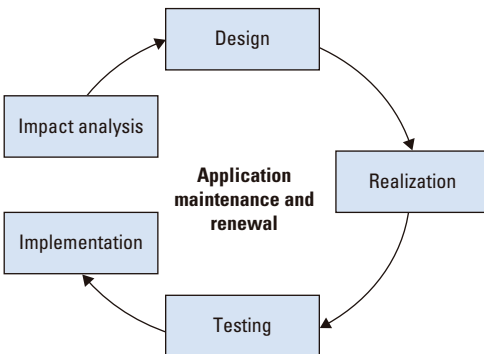 Design
Impact analysis
Application
maintenance and
renewal
Realization
Implementation
Testing